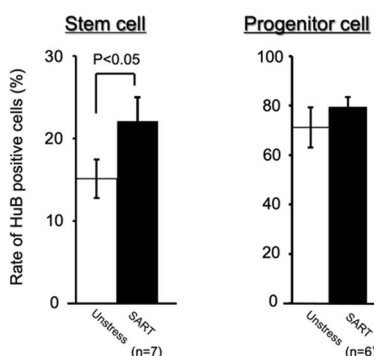 Stem cell
P<0.05
Rate of HuB positive cells (%)
30
20
10
0
Unstress
SART
(n=7)
Progenitor cell
100
80
60
40
20
0
Unstress
SART
(n=6)